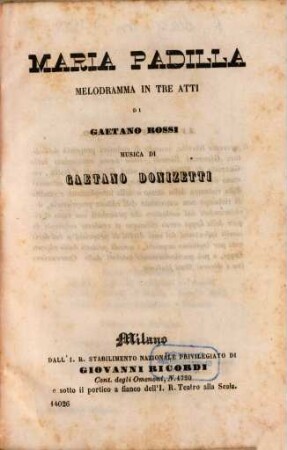 MARIA PADILLA
MELODRAMMA IN TRE ATTI
DI
GAETANO ROSSI
MUSICA DI
GAETANO DONIZETTI
Milano
DALL' I. R. STABILIMENTO NAZIONALE PRIVILEGIATO DI
GIOVANNI RICORDI
Cont. degli Omenoni, N. 1720
e sotto il portico a fianco dell'I. R. Teatro alla Scala.
14026